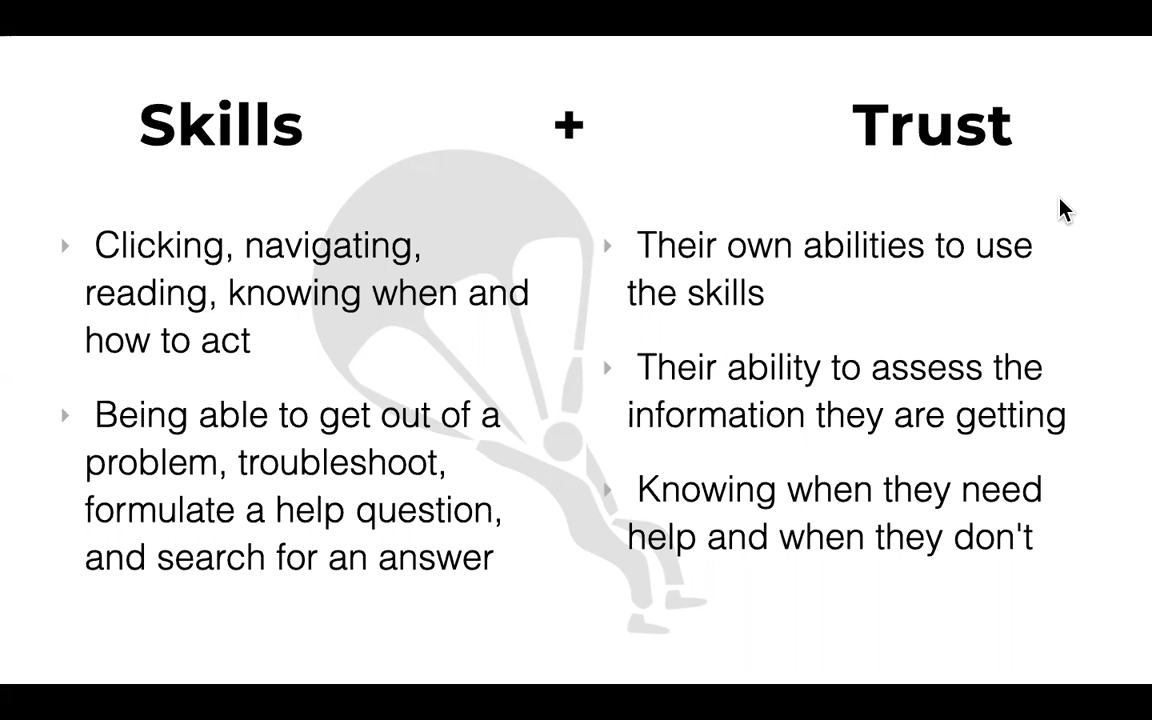 Skills + Trust
Clicking, navigating,
reading, knowing when and
how to act
Being able to get out of a
problem, troubleshoot,
formulate a help question,
and search for an answer
Their own abilities to use
the skills
Their ability to assess the
information they are getting
Knowing when they need
help and when they don't